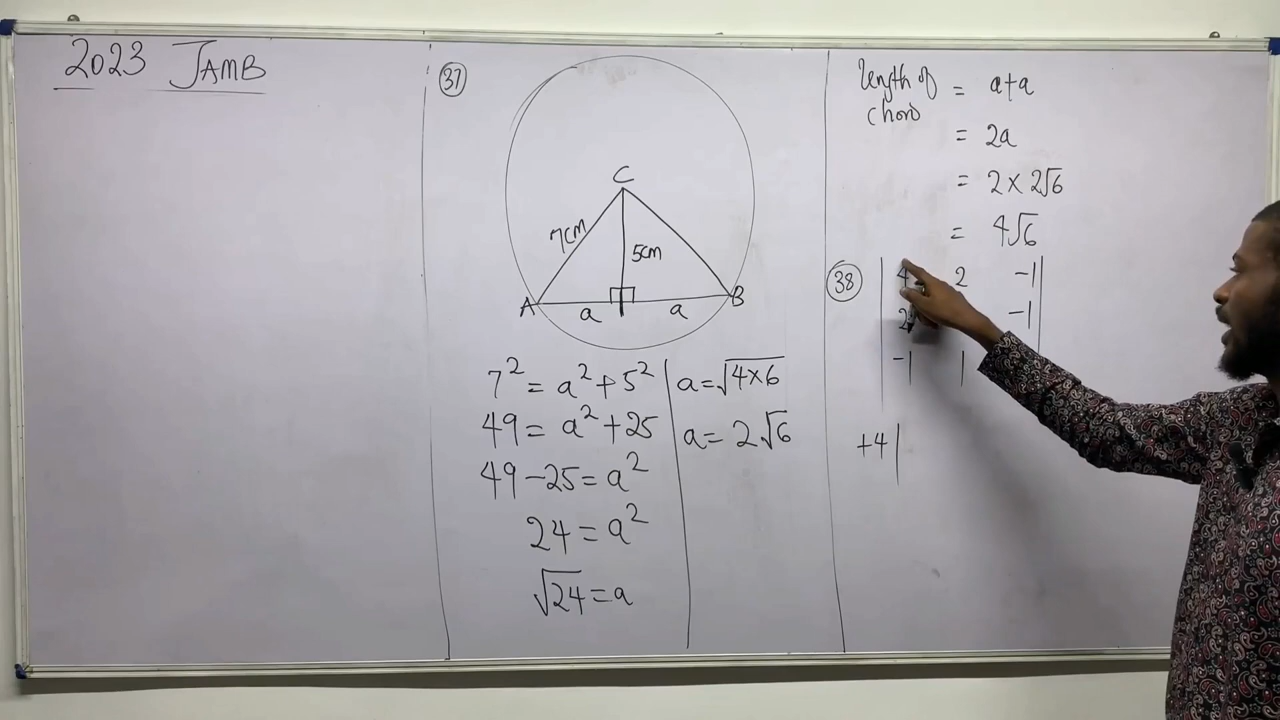 2023 JAMB
37
C
7cm
5cm
A
B
a
a
7² = a² + 5²
49 = a² + 25
49 - 25 = a²
24 = a²
√24 = a
a = √4×6
a = 2√6
length of chord = a+a
= 2a
= 2 × 2√6
= 4√6
38
4 2 -1
2 -1
-1 1
+4|